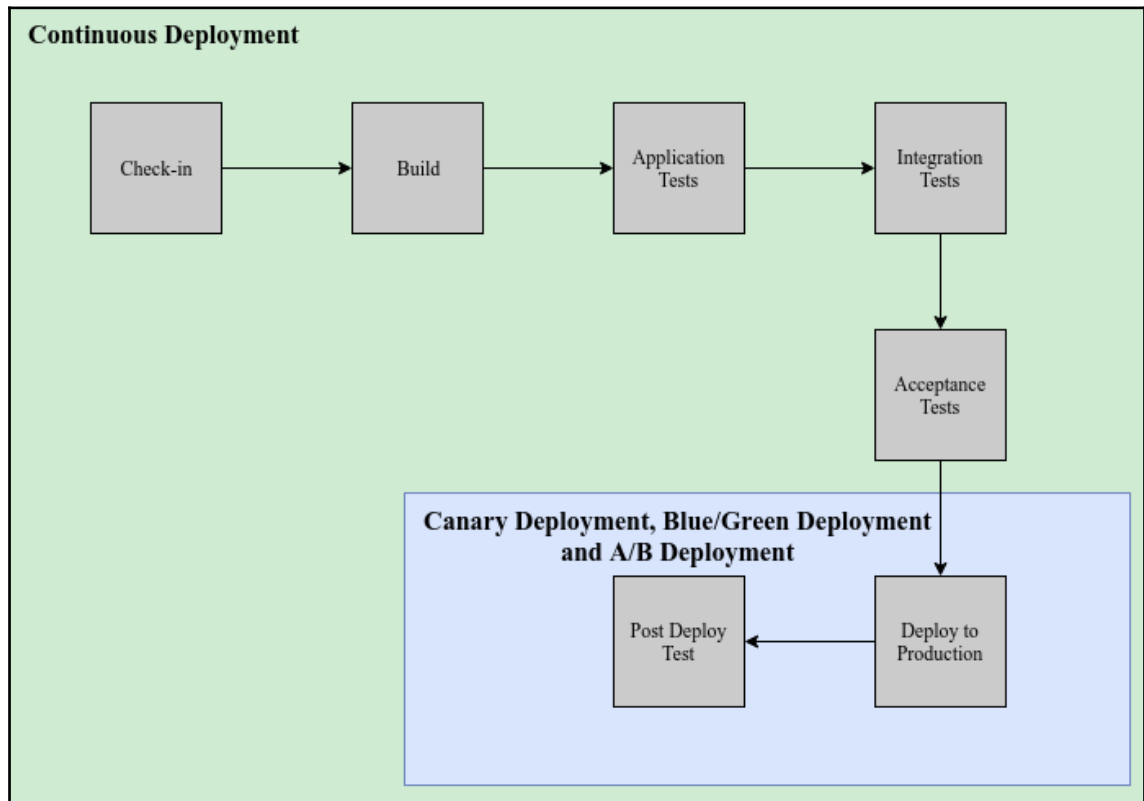 Continuous Deployment
Check-in
Build
Application
Tests
Integration
Tests
Acceptance
Tests
Canary Deployment, Blue/Green Deployment
and A/B Deployment
Post Deploy
Test
Deploy to
Production